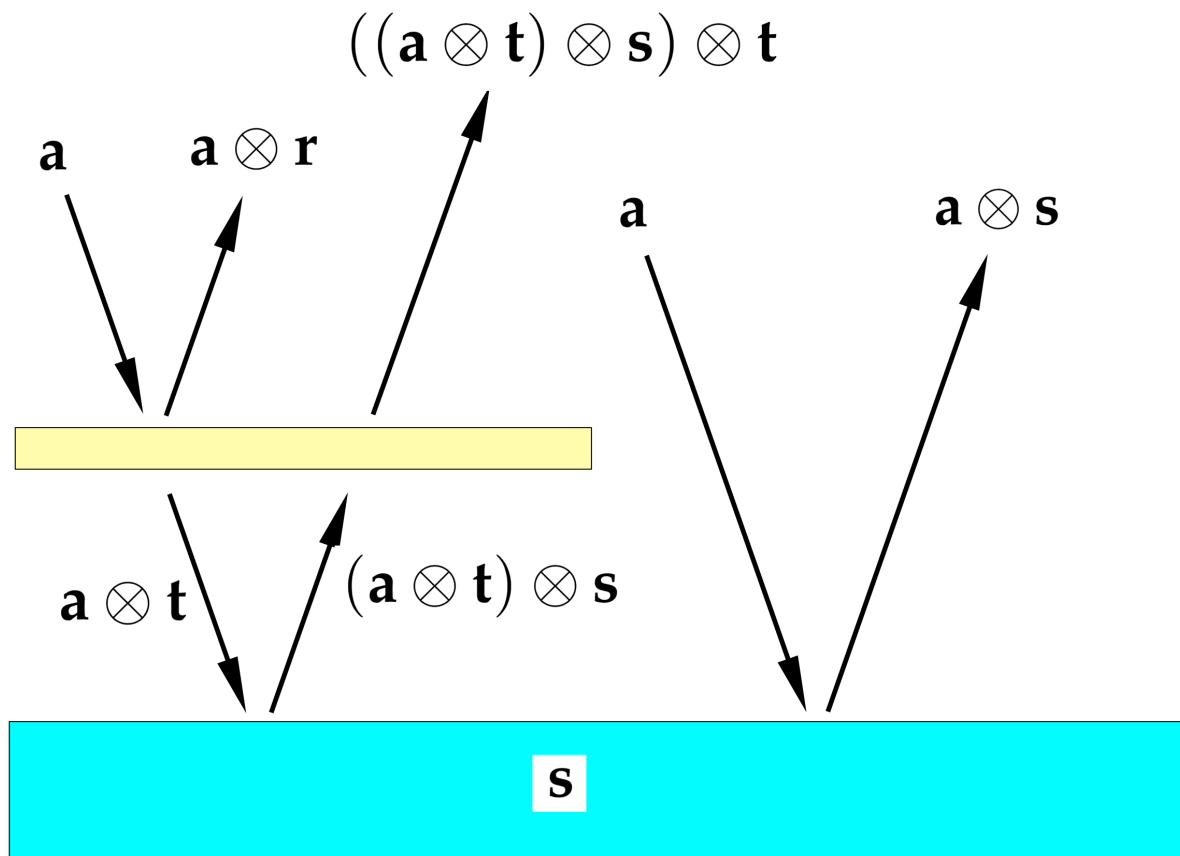 ((a ⊗ t) ⊗ s) ⊗ t
a
a ⊗ r
a
a ⊗ s
a ⊗ t
(a ⊗ t) ⊗ s
s